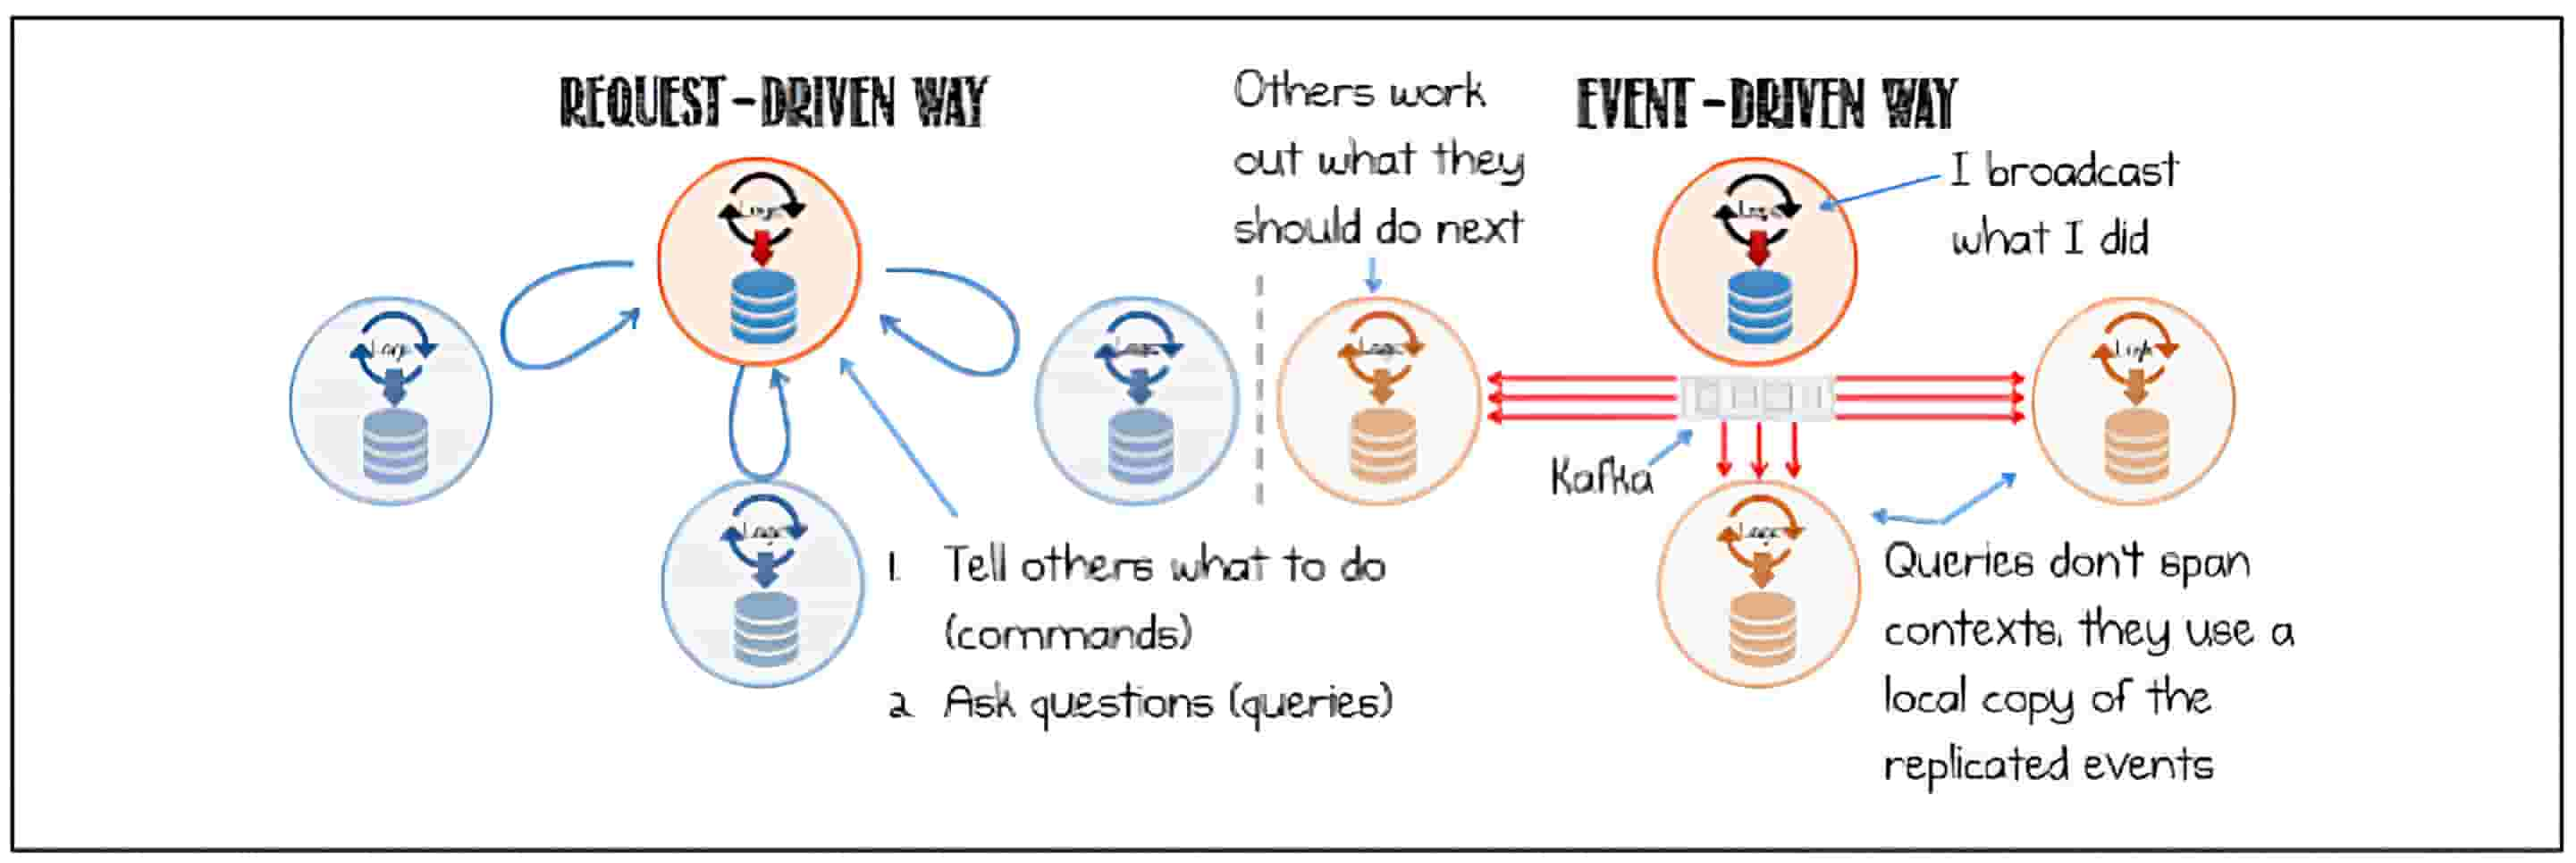 REQUEST-DRIVEN WAY
Logic
Logic
Logic
Logic
1. Tell others what to do
(commands)
2 Ask questions (queries)
Others work
out what they
should do next
EVENT-DRIVEN WAY
I broadcast
what I did
Logic
Logic
Logic
Kafka
Queries don't span
contexts, they use a
local copy of the
replicated events